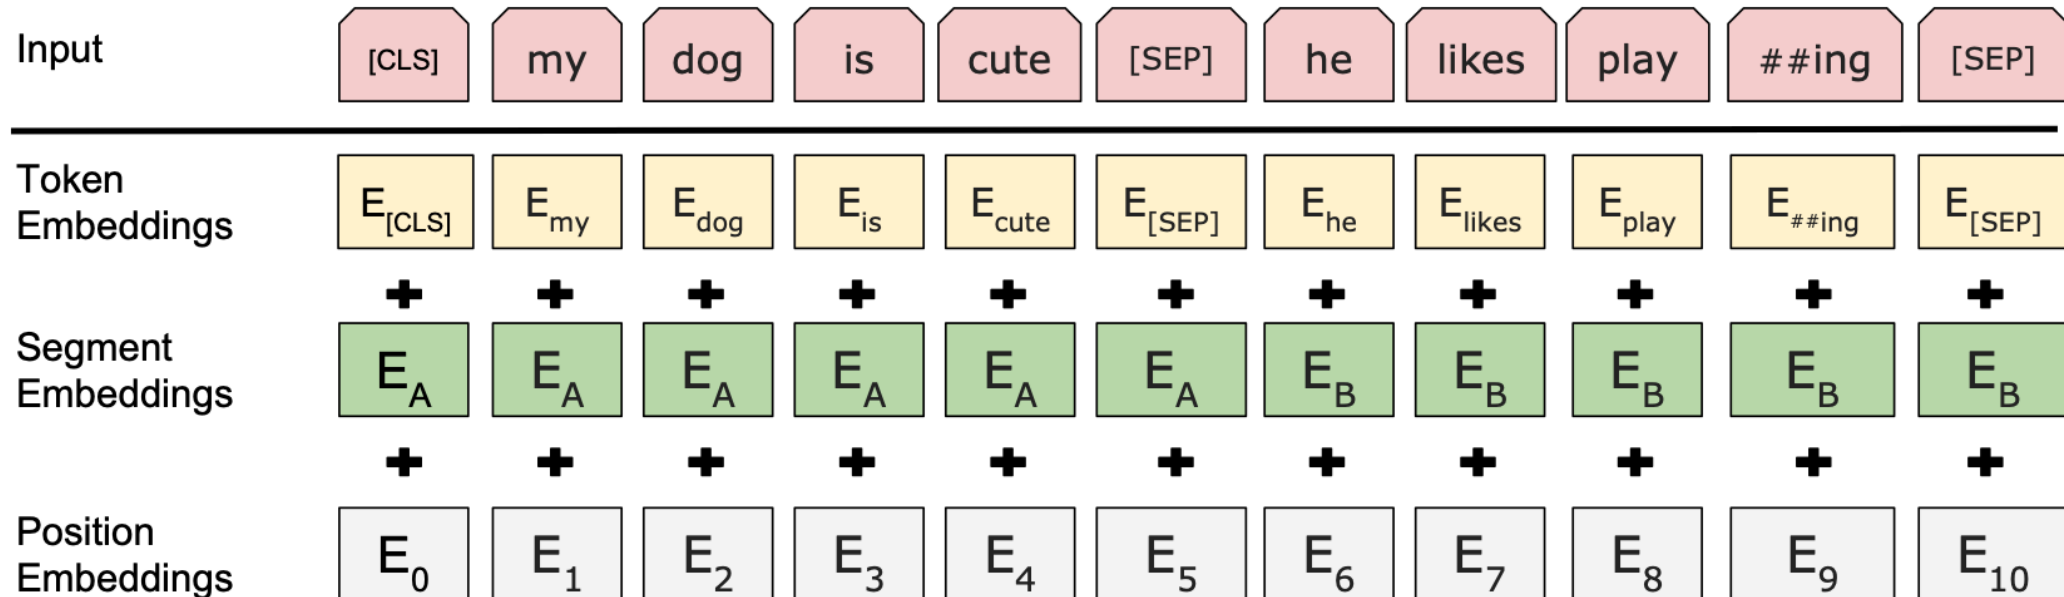 Input [CLS] my dog is cute [SEP] he likes play ##ing [SEP]
Token Embeddings E[CLS] Emy Edog Eis Ecute E[SEP] Ehe Elikes Eplay E##ing E[SEP]
+ + + + + + + + + + +
Segment Embeddings EA EA EA EA EA EA EB EB EB EB EB
+ + + + + + + + + + +
Position Embeddings E0 E1 E2 E3 E4 E5 E6 E7 E8 E9 E10